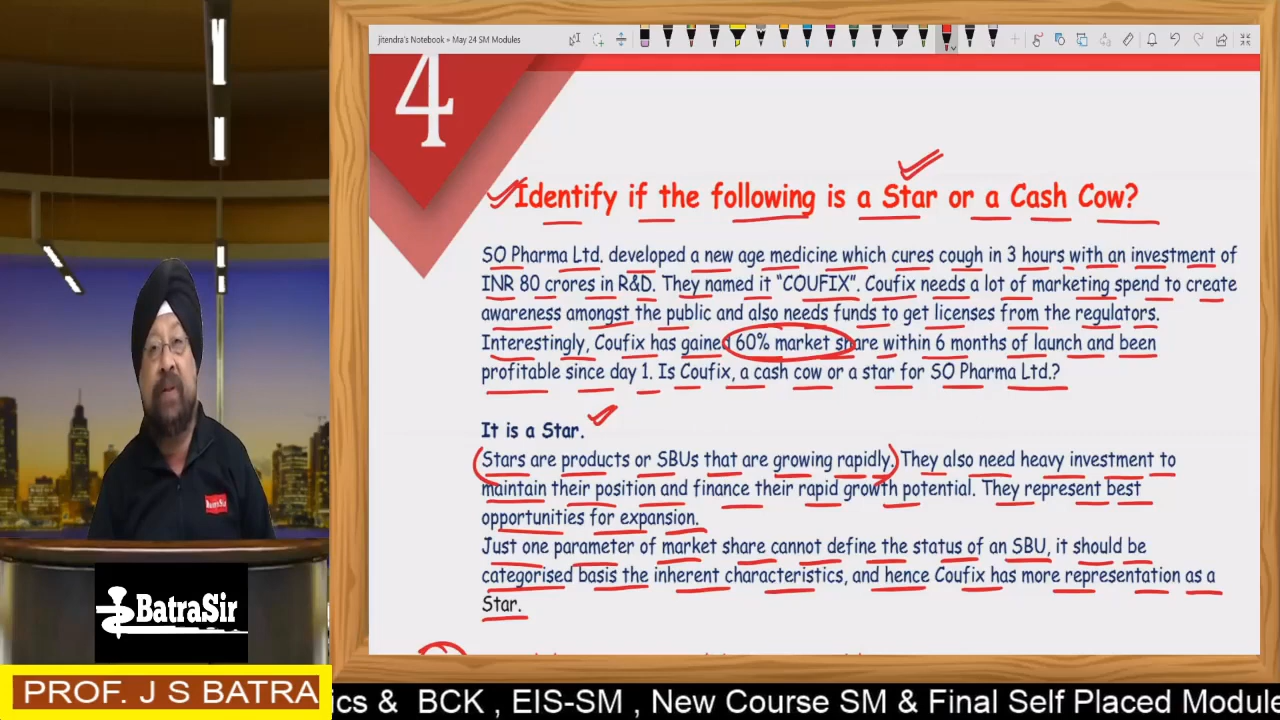 jitendra's Notebook » May 24 SM Modules
4
Identify if the following is a Star or a Cash Cow?
SO Pharma Ltd. developed a new age medicine which cures cough in 3 hours with an investment of
INR 80 crores in R&D. They named it "COUFIX". Coufix needs a lot of marketing spend to create
awareness amongst the public and also needs funds to get licenses from the regulators.
Interestingly, Coufix has gained 60% market share within 6 months of launch and been
profitable since day 1. Is Coufix, a cash cow or a star for SO Pharma Ltd.?
It is a Star.
Stars are products or SBUs that are growing rapidly. They also need heavy investment to
maintain their position and finance their rapid growth potential. They represent best
opportunities for expansion.
Just one parameter of market share cannot define the status of an SBU, it should be
categorised basis the inherent characteristics, and hence Coufix has more representation as a
Star.
BatraSir
PROF. J S BATRA
ics & BCK , EIS-SM , New Course SM & Final Self Placed Module